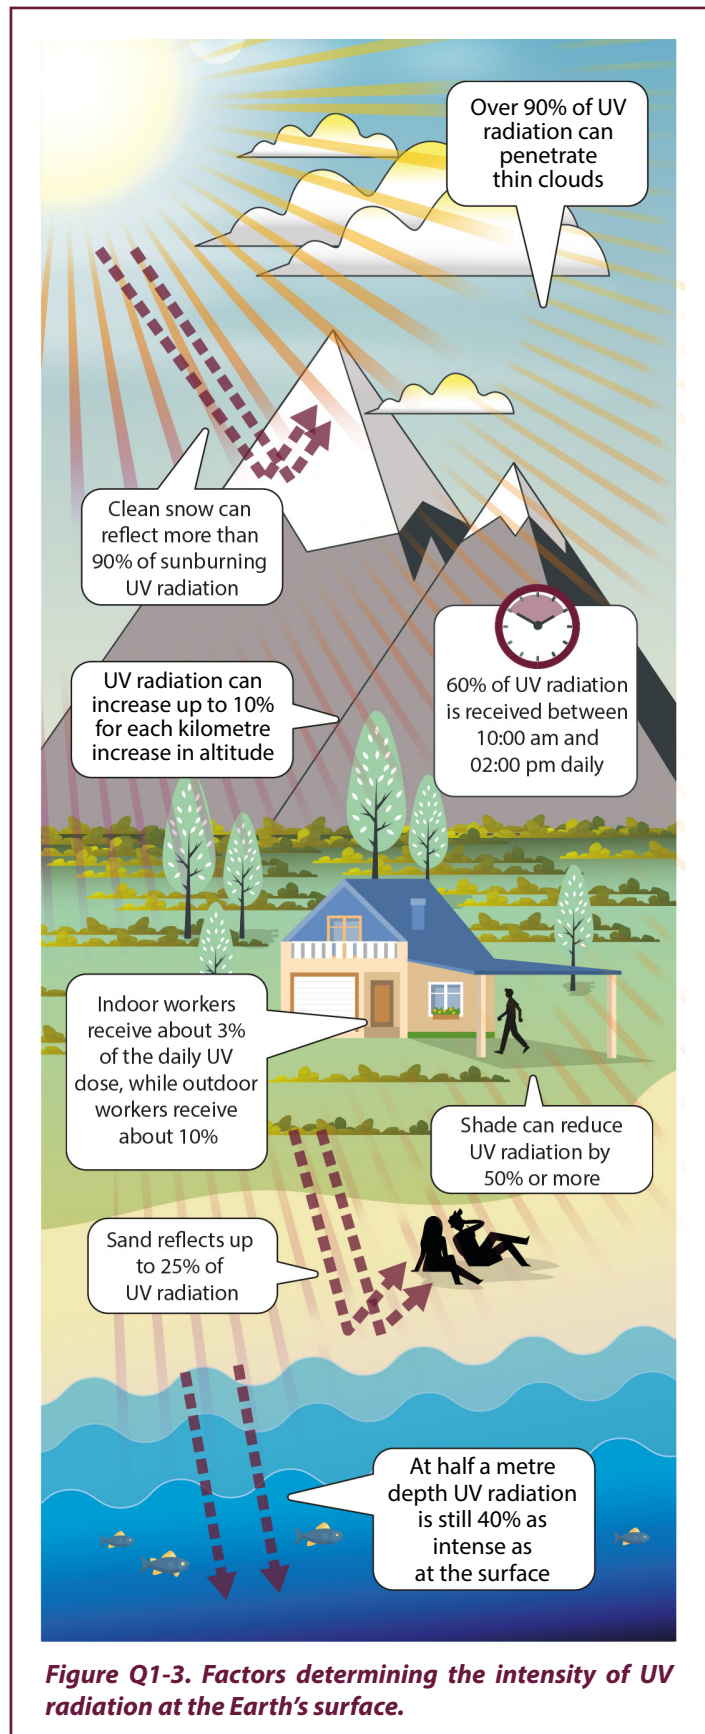 Over 90% of UV
radiation can
penetrate
thin clouds
Clean snow can
reflect more than
90% of sunburning
UV radiation
UV radiation can
increase up to 10%
for each kilometre
increase in altitude
60% of UV radiation
is received between
10:00 am and
02:00 pm daily
Indoor workers
receive about 3%
of the daily UV
dose, while outdoor
workers receive
about 10%
Shade can reduce
UV radiation by
50% or more
Sand reflects up
to 25% of
UV radiation
At half a metre
depth UV radiation
is still 40% as
intense as
at the surface
Figure Q1-3. Factors determining the intensity of UV
radiation at the Earth's surface.